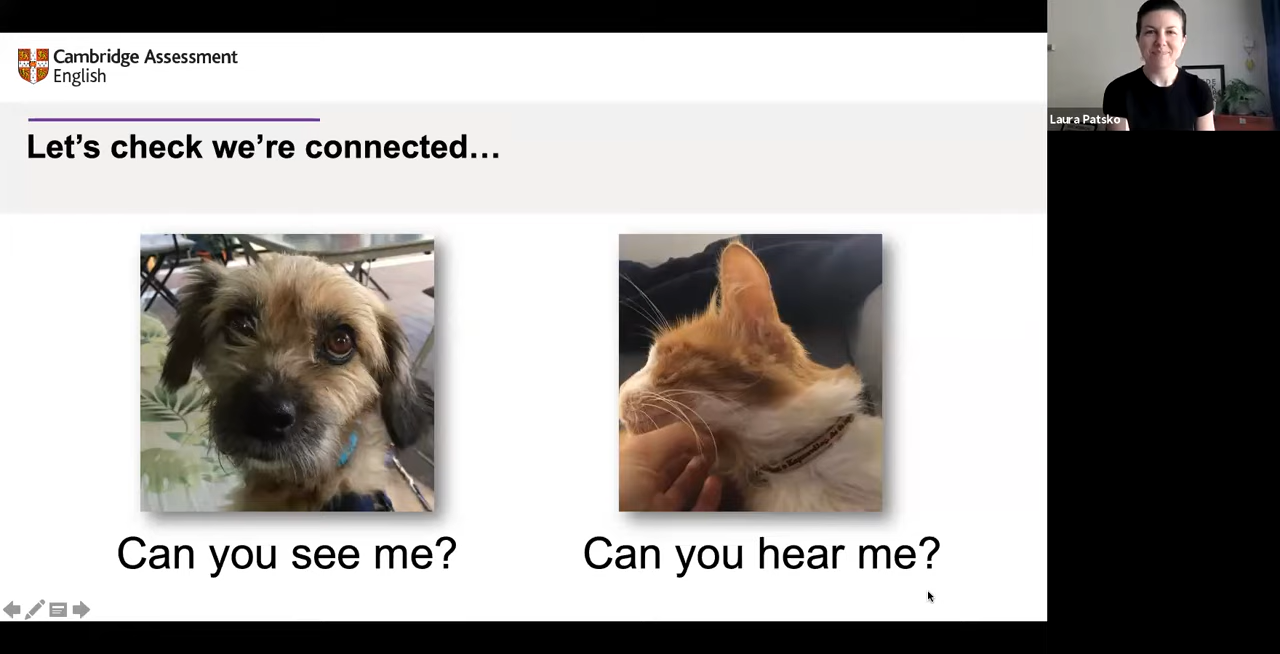 Cambridge Assessment
English
Let's check we're connected…
Can you see me?
Can you hear me?
Laura Patsko